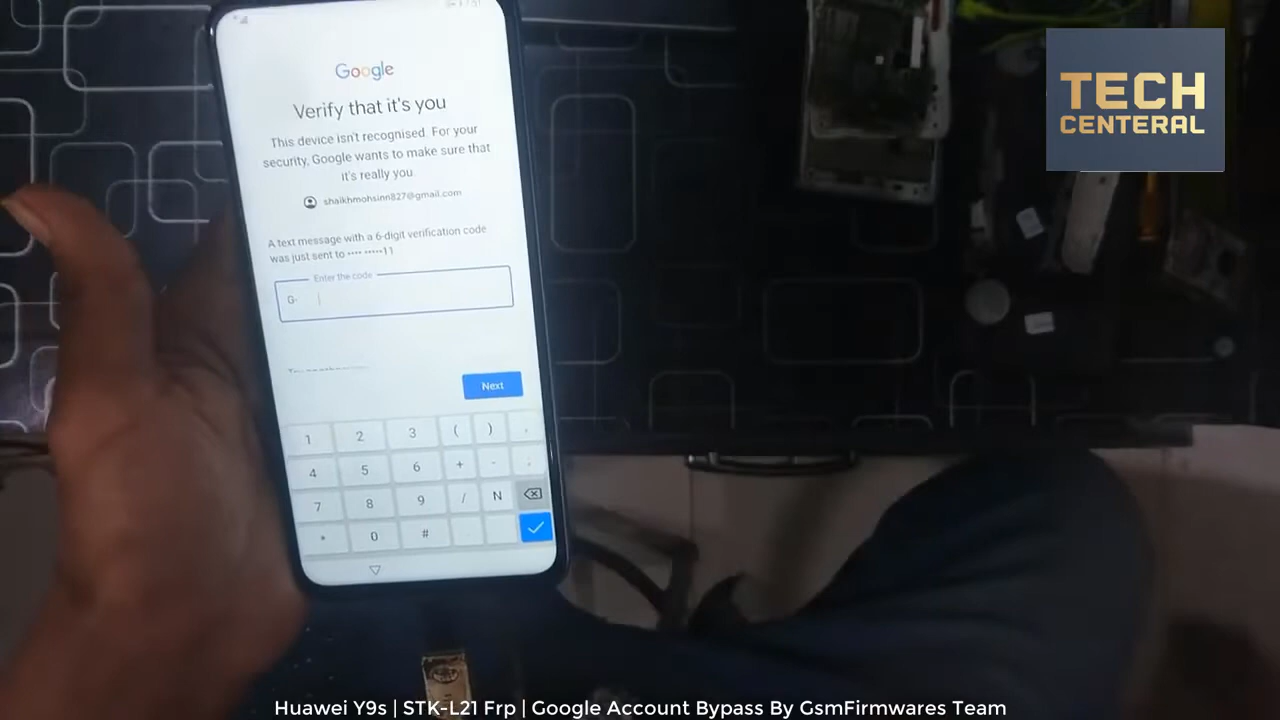 Google
Verify that it's you
This device isn't recognised. For your
security, Google wants to make sure that
it's really you
shaikhmohsinn827@gmail.com
A text message with a 6-digit verification code
was just sent to •••• •••••11
Enter the code
G-
Next
1 2 3 ( ) ,
4 5 6 + - ;
7 8 9 / N
* 0 # .
TECH
CENTERAL
Huawei Y9s | STK-L21 Frp | Google Account Bypass By GsmFirmwares Team